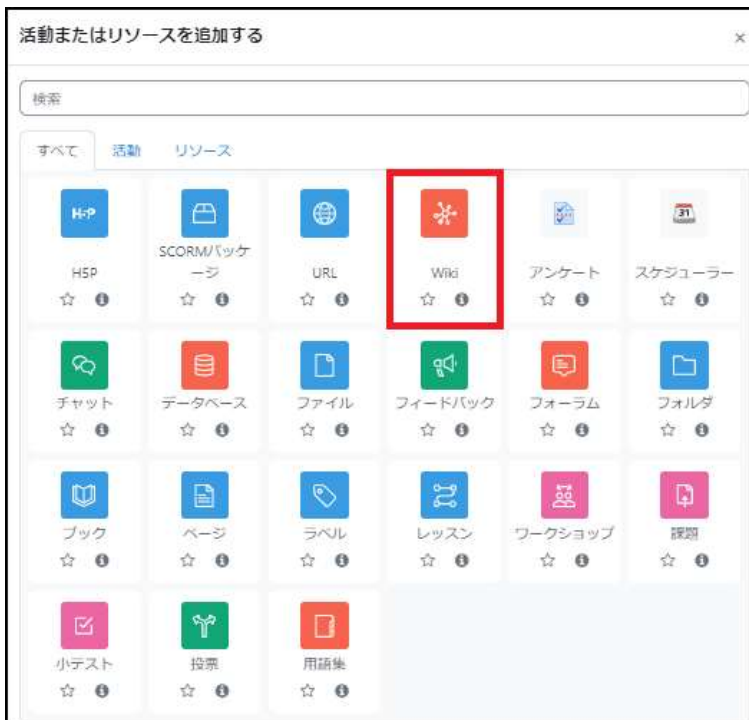 活動またはリソースを追加する ×
検索
すべて 活動 リソース
H5P
H5P
SCORMパッケ
ージ
URL
Wiki
アンケート
31
スケジューラー
チャット
データベース
ファイル
フィードバック
フォーラム
フォルダ
ブック
ページ
ラベル
レッスン
ワークショップ
課題
小テスト
投票
用語集